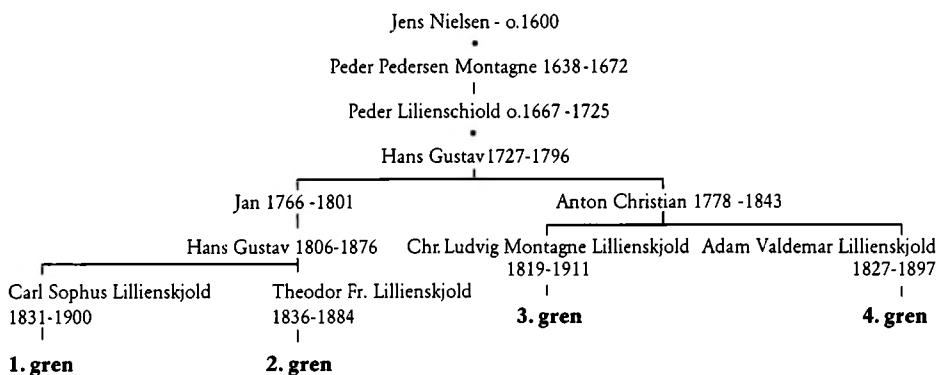 Jens Nielsen - o.1600
Peder Pedersen Montagne 1638-1672
Peder Lilienschiold o.1667-1725
Hans Gustav 1727-1796
Jan 1766-1801
Anton Christian 1778-1843
Hans Gustav 1806-1876
Chr. Ludvig Montagne Lillienskjold
1819-1911
Adam Valdemar Lillienskjold
1827-1897
Carl Sophus Lillienskjold
1831-1900
Theodor Fr. Lillienskjold
1836-1884
3. gren
4. gren
1. gren
2. gren